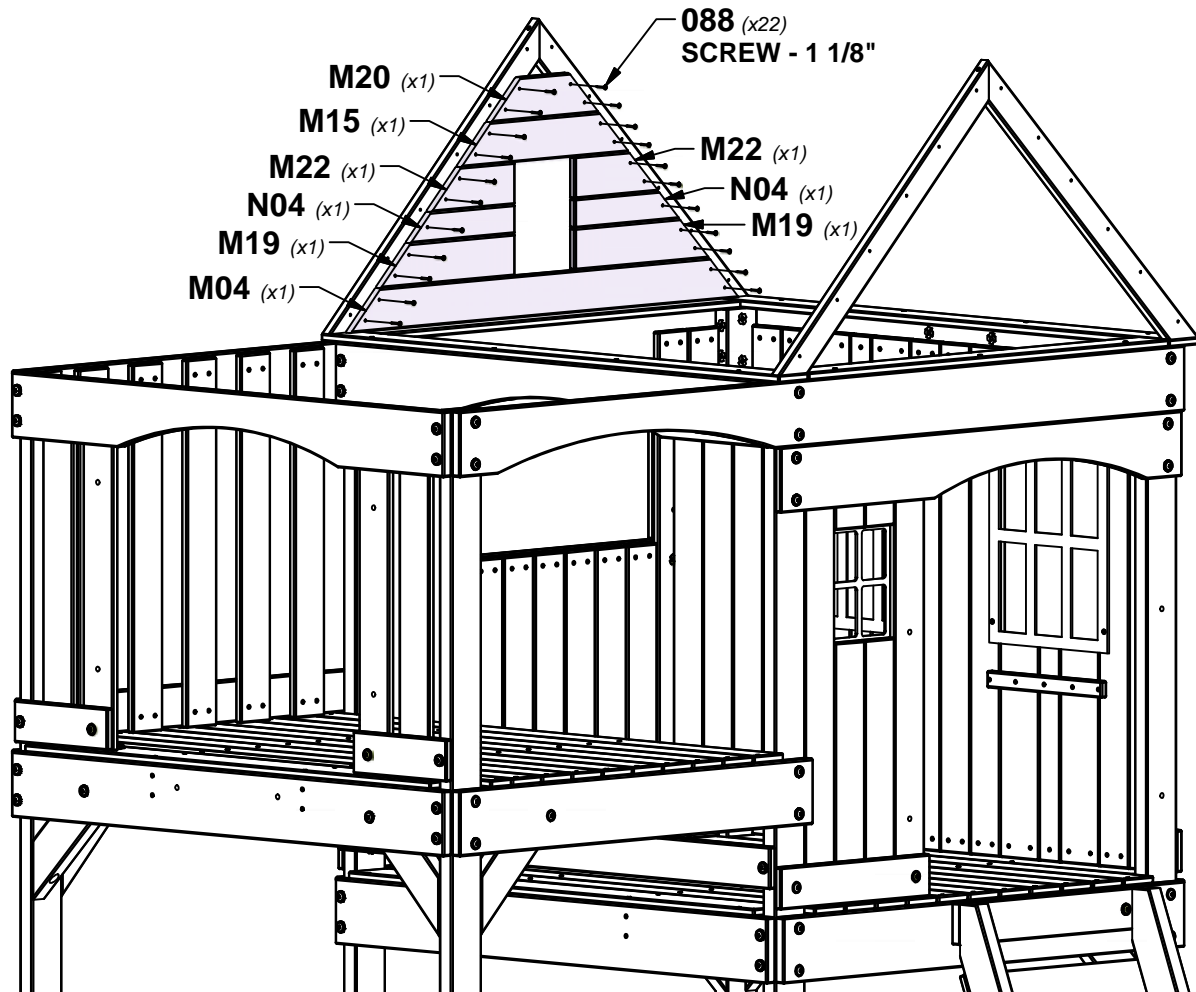 088 (x22)
SCREW - 1 1/8"
M20 (x1)
M15 (x1)
M22 (x1)
N04 (x1)
M19 (x1)
M04 (x1)
M22 (x1)
N04 (x1)
M19 (x1)